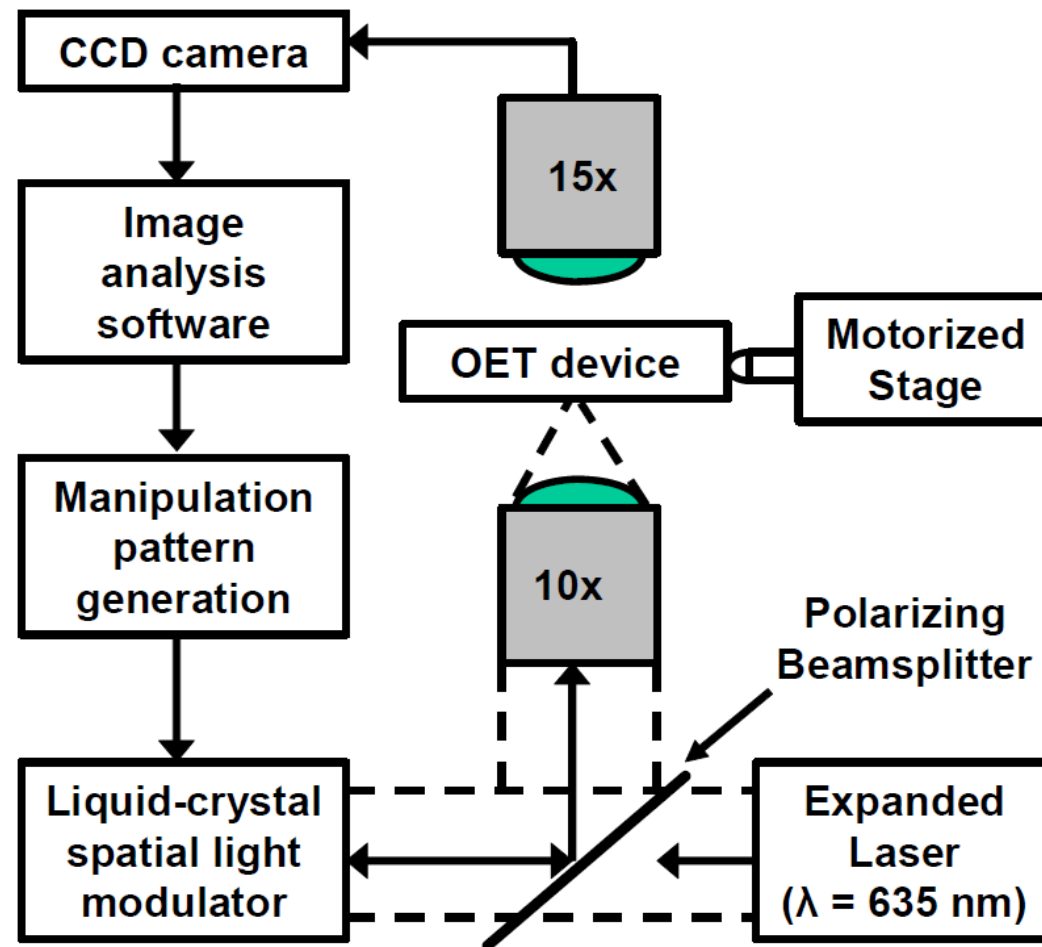 CCD camera
15x
Image
analysis
software
OET device
Motorized
Stage
Manipulation
pattern
generation
10x
Polarizing
Beamsplitter
Liquid-crystal
spatial light
modulator
Expanded
Laser
(λ = 635 nm)